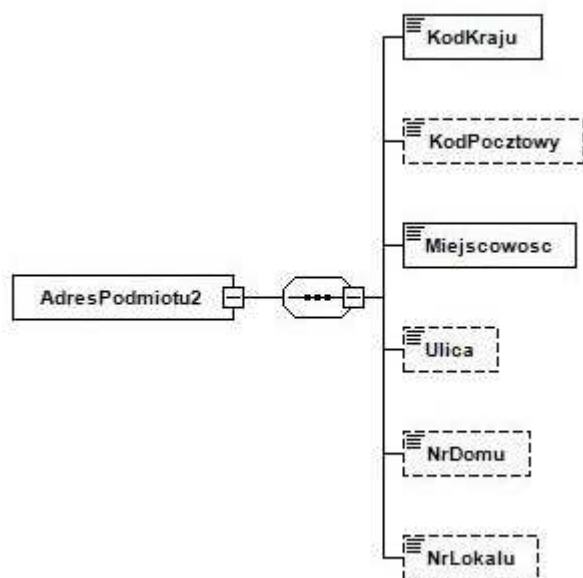 KodKraju
KodPocztowy
Miejscowosc
AdresPodmiotu2
Ulica
NrDomu
NrLokalu